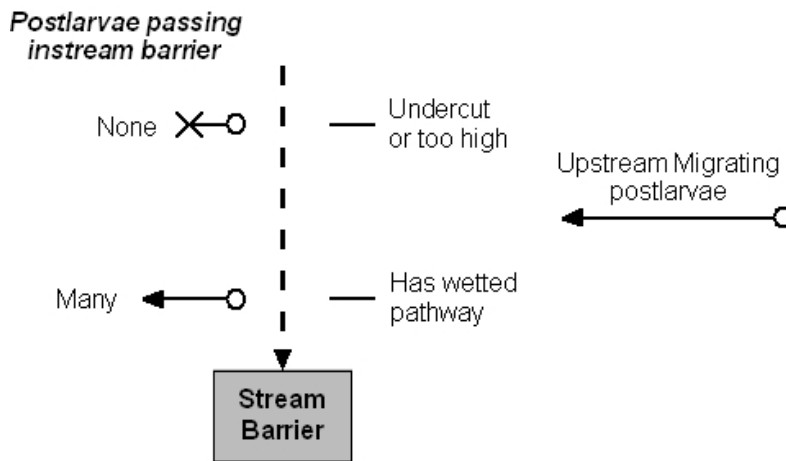 Postlarvae passing
instream barrier
None
Undercut
or too high
Upstream Migrating
postlarvae
Many
Has wetted
pathway
Stream
Barrier